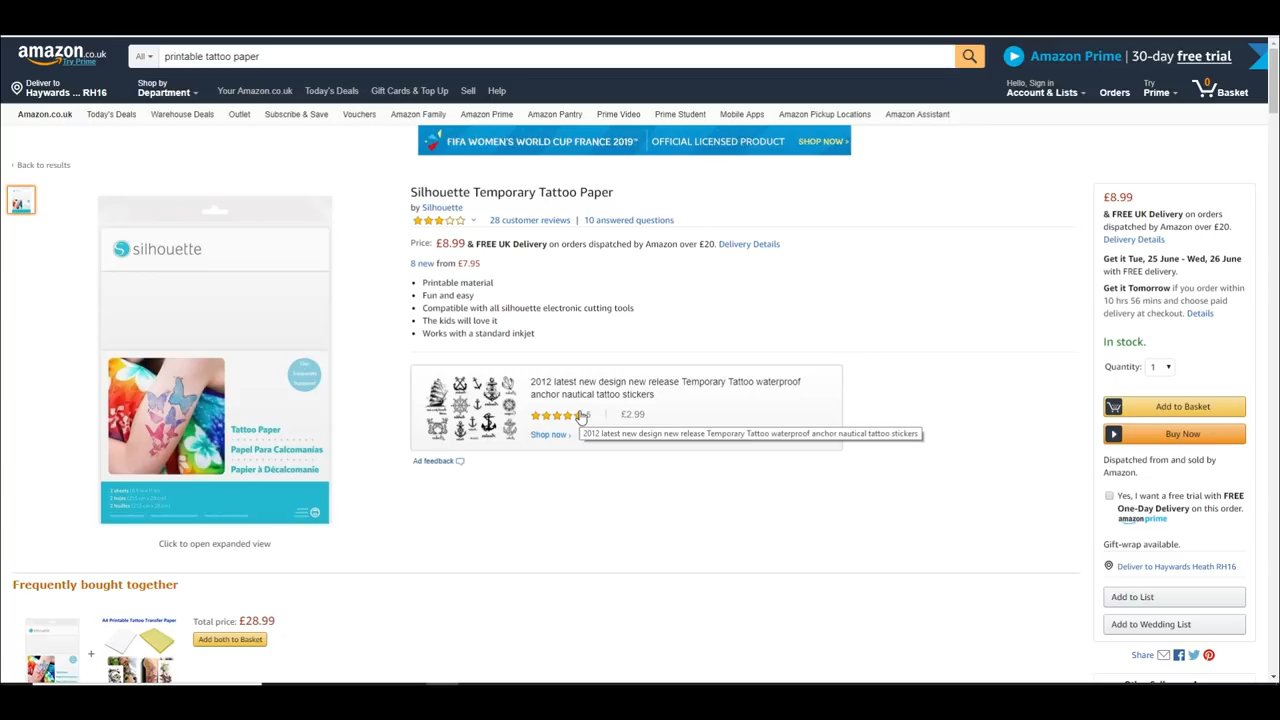 amazon.co.uk
Try Prime
All
printable tattoo paper
Amazon Prime | 30-day free trial
Deliver to
Haywards ... RH16
Shop by
Department
Your Amazon.co.uk
Today's Deals
Gift Cards & Top Up
Sell
Help
Hello, Sign in
Account & Lists
Orders
Try
Prime
0
Basket
Amazon.co.uk
Today's Deals
Warehouse Deals
Outlet
Subscribe & Save
Vouchers
Amazon Family
Amazon Prime
Amazon Pantry
Prime Video
Prime Student
Mobile Apps
Amazon Pickup Locations
Amazon Assistant
FIFA WOMEN'S WORLD CUP FRANCE 2019™ OFFICIAL LICENSED PRODUCT SHOP NOW ›
‹ Back to results
silhouette
Tattoo Paper
Papel Para Calcomanías
Papier à Décalcomanie
Click to open expanded view
Silhouette Temporary Tattoo Paper
by Silhouette
28 customer reviews | 10 answered questions
Price: £8.99 & FREE UK Delivery on orders dispatched by Amazon over £20. Delivery Details
8 new from £7.95
• Printable material
• Fun and easy
• Compatible with all silhouette electronic cutting tools
• The kids will love it
• Works with a standard inkjet
2012 latest new design new release Temporary Tattoo waterproof
anchor nautical tattoo stickers
£2.99
Shop now ›
2012 latest new design new release Temporary Tattoo waterproof anchor nautical tattoo stickers
Ad feedback
£8.99
& FREE UK Delivery on orders
dispatched by Amazon over £20.
Delivery Details
Get it Tue, 25 June - Wed, 26 June
with FREE delivery.
Get it Tomorrow if you order within
10 hrs 56 mins and choose paid
delivery at checkout. Details
In stock.
Quantity: 1
Add to Basket
Buy Now
Dispatched from and sold by
Amazon.
Yes, I want a free trial with FREE
One-Day Delivery on this order.
amazon prime
Gift-wrap available.
Deliver to Haywards Heath RH16
Add to List
Add to Wedding List
Share
Frequently bought together
silhouette
+
A4 Printable Tattoo Transfer Paper
Total price: £28.99
Add both to Basket